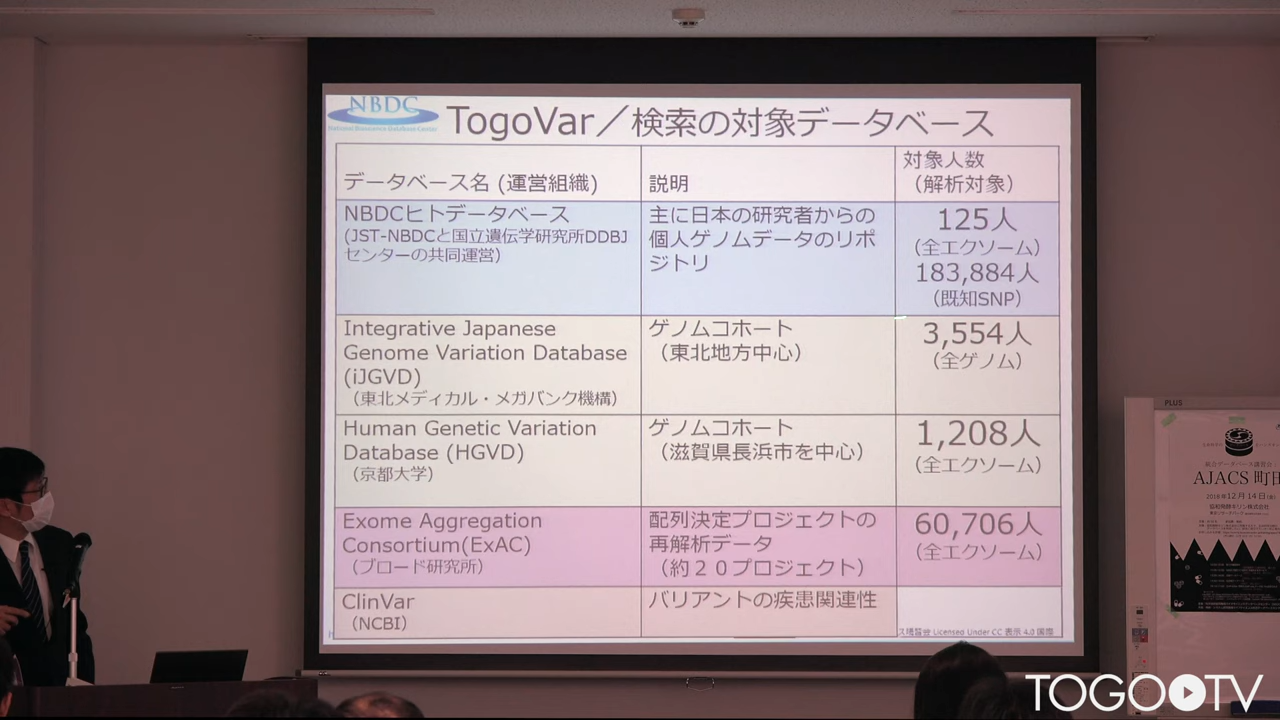 NBDC
National Bioscience Database Center
TogoVar／検索の対象データベース
データベース名 (運営組織)
説明
対象人数
（解析対象）
NBDCヒトデータベース
(JST-NBDCと国立遺伝学研究所DDBJ
センターの共同運営)
主に日本の研究者からの
個人ゲノムデータのリポ
ジトリ
125人
(全エクソーム)
183,884人
（既知SNP）
Integrative Japanese
Genome Variation Database
(iJGVD)
（東北メディカル・メガバンク機構）
ゲノムコホート
（東北地方中心）
3,554人
（全ゲノム）
Human Genetic Variation
Database (HGVD)
（京都大学）
ゲノムコホート
（滋賀県長浜市を中心）
1,208人
（全エクソーム）
Exome Aggregation
Consortium(ExAC)
（ブロード研究所）
配列決定プロジェクトの
再解析データ
（約２０プロジェクト）
60,706人
（全エクソーム）
ClinVar
（NCBI）
バリアントの疾患関連性
Licensed Under CC 表示 4.0 国際
PLUS
AJACS 町田
2018年12月14日
協和発酵キリン株式会社
TOGOTV